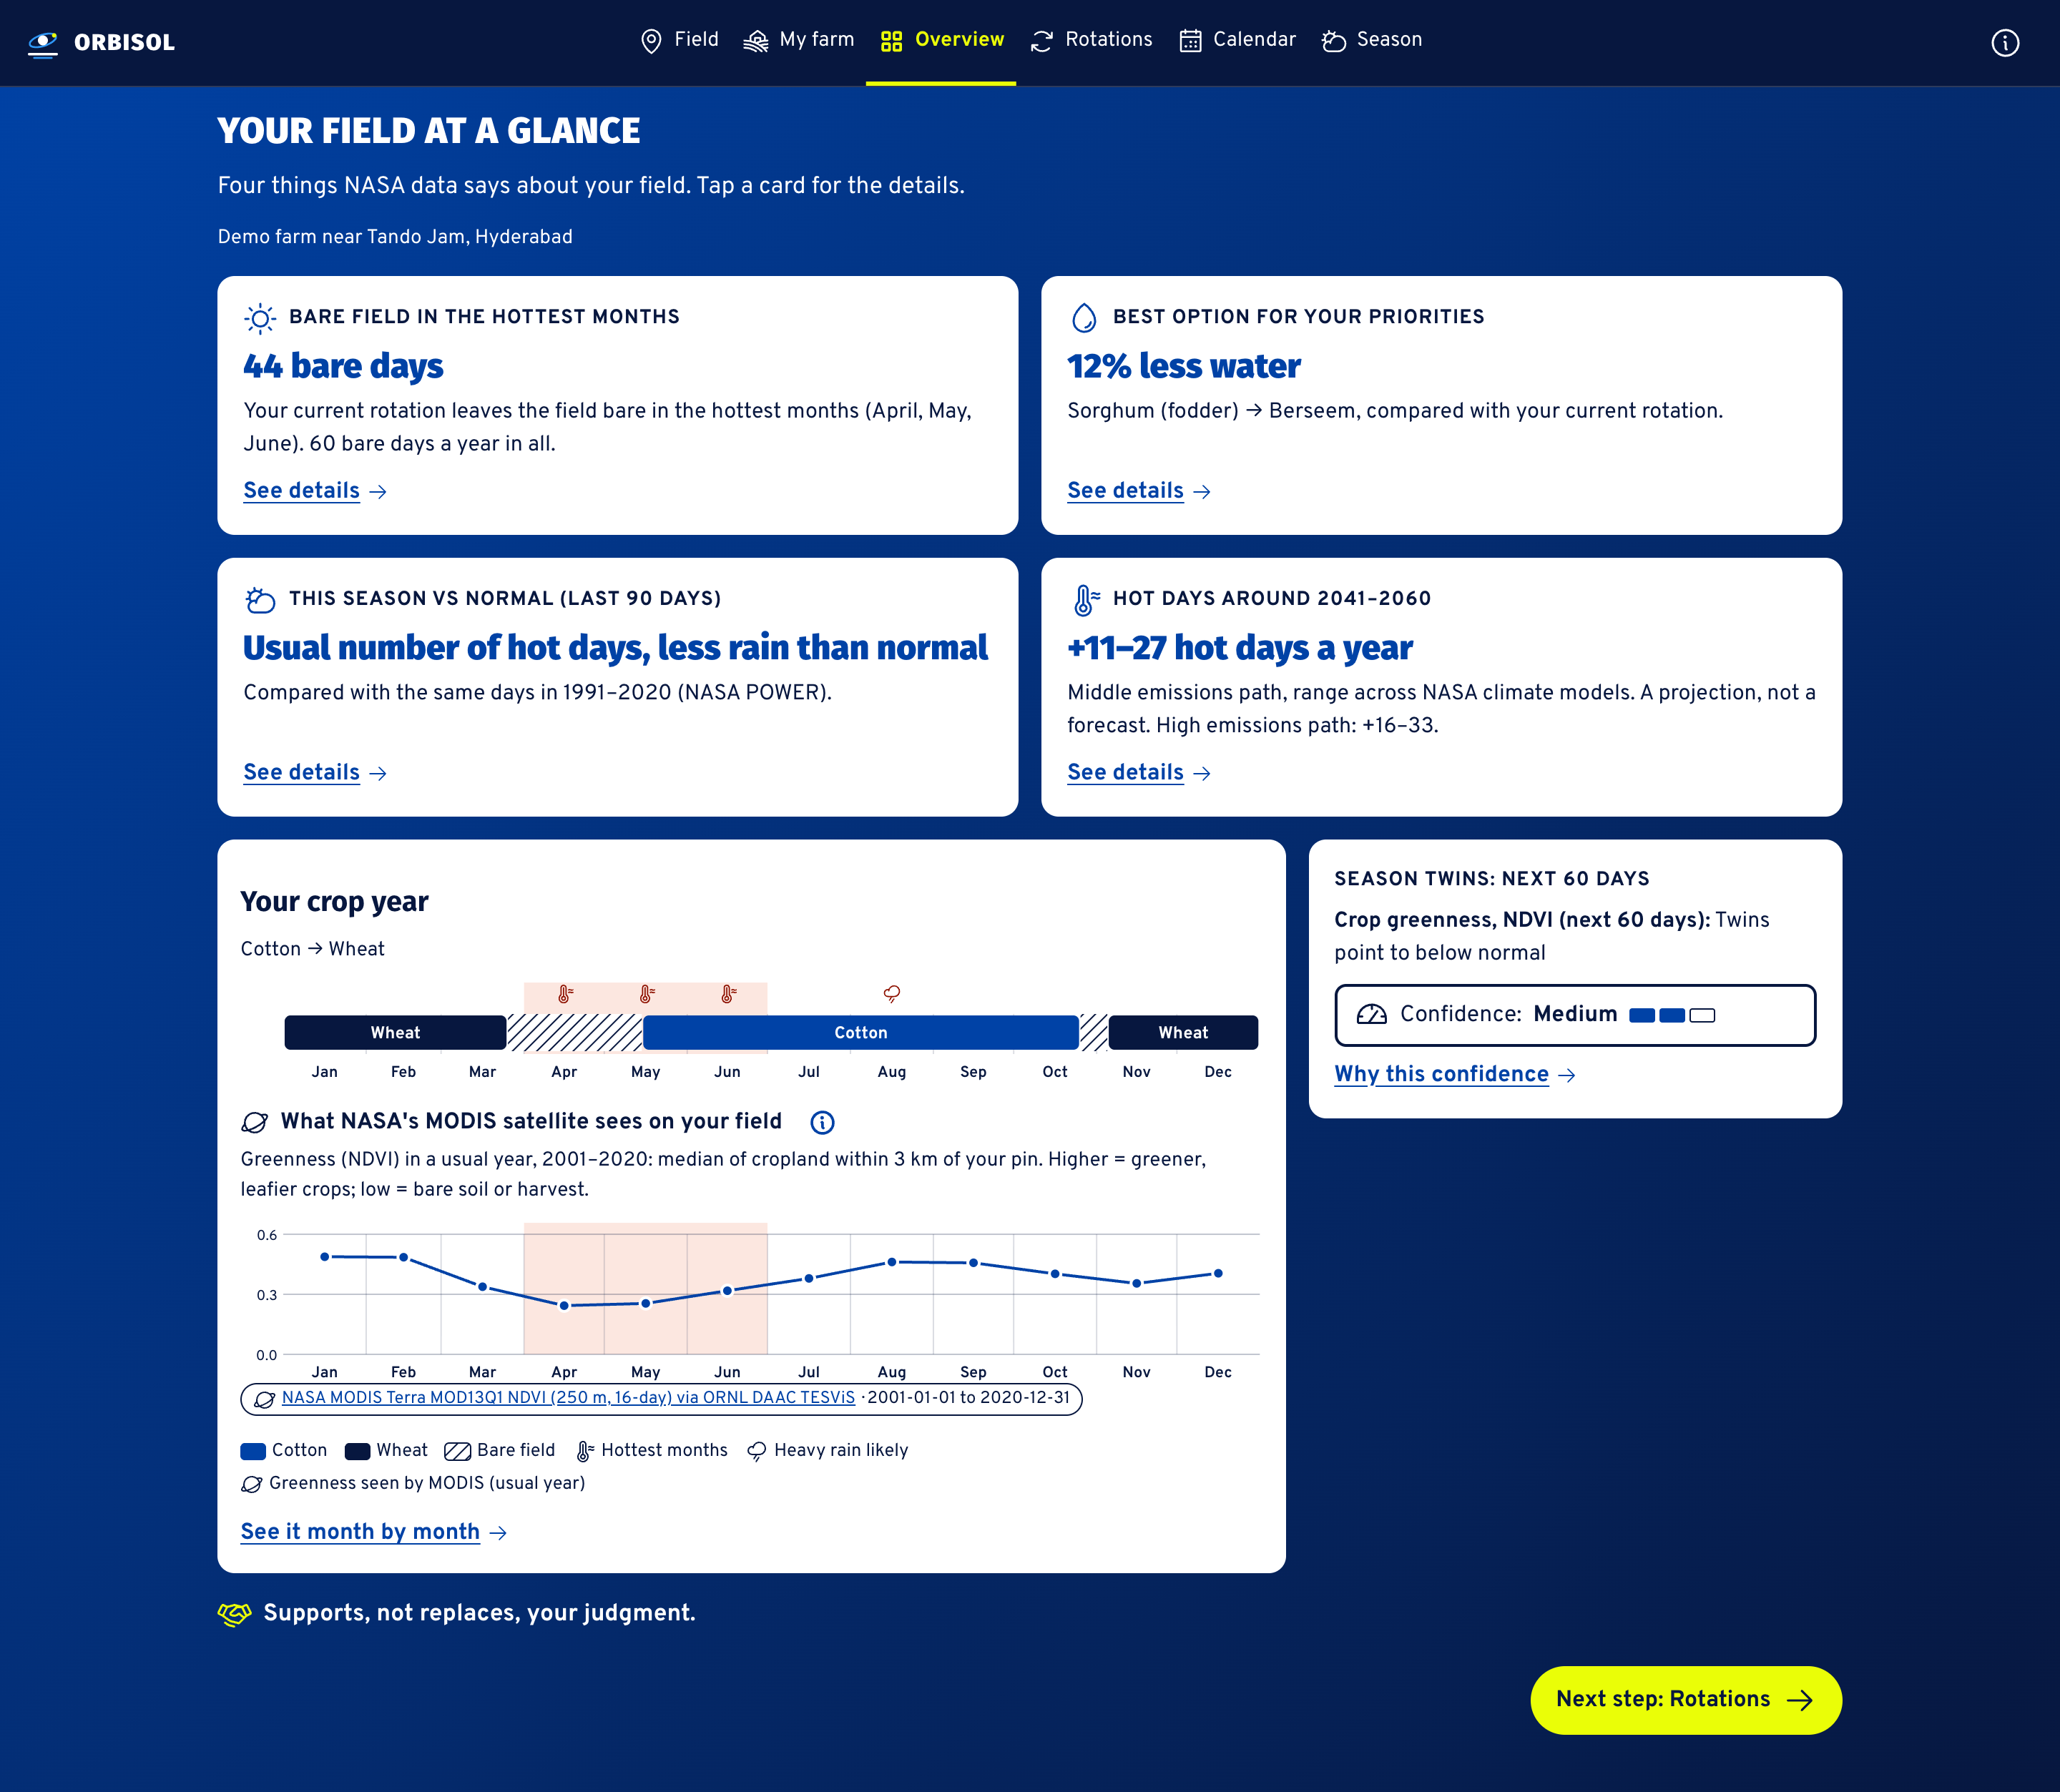 ORBISOL
Field
My farm
Overview
Rotations
Calendar
Season
YOUR FIELD AT A GLANCE
Four things NASA data says about your field. Tap a card for the details.
Demo farm near Tando Jam, Hyderabad
BARE FIELD IN THE HOTTEST MONTHS
44 bare days
Your current rotation leaves the field bare in the hottest months (April, May,
June). 60 bare days a year in all.
See details →
BEST OPTION FOR YOUR PRIORITIES
12% less water
Sorghum (fodder) → Berseem, compared with your current rotation.
See details →
THIS SEASON VS NORMAL (LAST 90 DAYS)
Usual number of hot days, less rain than normal
Compared with the same days in 1991–2020 (NASA POWER).
See details →
HOT DAYS AROUND 2041–2060
+11–27 hot days a year
Middle emissions path, range across NASA climate models. A projection, not a
forecast. High emissions path: +16–33.
See details →
Your crop year
Cotton → Wheat
Wheat Cotton Wheat
Jan Feb Mar Apr May Jun Jul Aug Sep Oct Nov Dec
What NASA's MODIS satellite sees on your field
Greenness (NDVI) in a usual year, 2001–2020: median of cropland within 3 km of your pin. Higher = greener,
leafier crops; low = bare soil or harvest.
0.6
0.3
0.0
Jan Feb Mar Apr May Jun Jul Aug Sep Oct Nov Dec
NASA MODIS Terra MOD13Q1 NDVI (250 m, 16-day) via ORNL DAAC TESViS · 2001-01-01 to 2020-12-31
Cotton Wheat Bare field Hottest months Heavy rain likely
Greenness seen by MODIS (usual year)
See it month by month →
SEASON TWINS: NEXT 60 DAYS
Crop greenness, NDVI (next 60 days): Twins
point to below normal
Confidence: Medium
Why this confidence →
Supports, not replaces, your judgment.
Next step: Rotations →